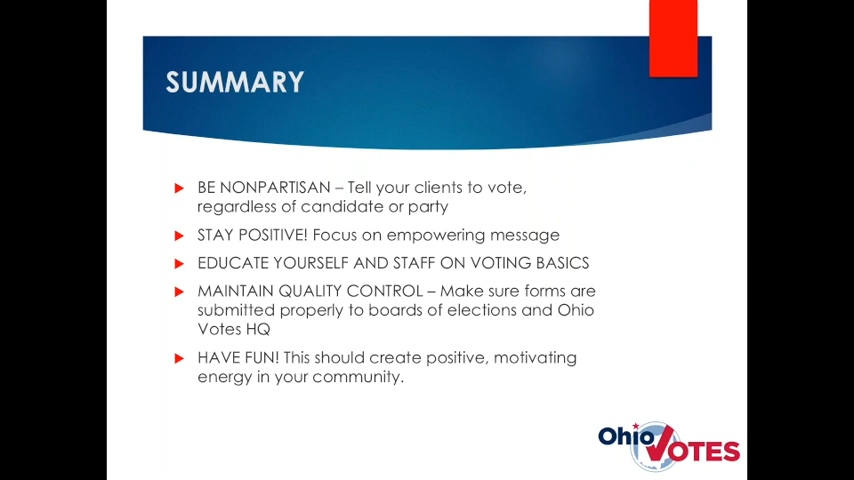 SUMMARY
BE NONPARTISAN – Tell your clients to vote,
regardless of candidate or party
STAY POSITIVE! Focus on empowering message
EDUCATE YOURSELF AND STAFF ON VOTING BASICS
MAINTAIN QUALITY CONTROL – Make sure forms are
submitted properly to boards of elections and Ohio
Votes HQ
HAVE FUN! This should create positive, motivating
energy in your community.
Ohio VOTES